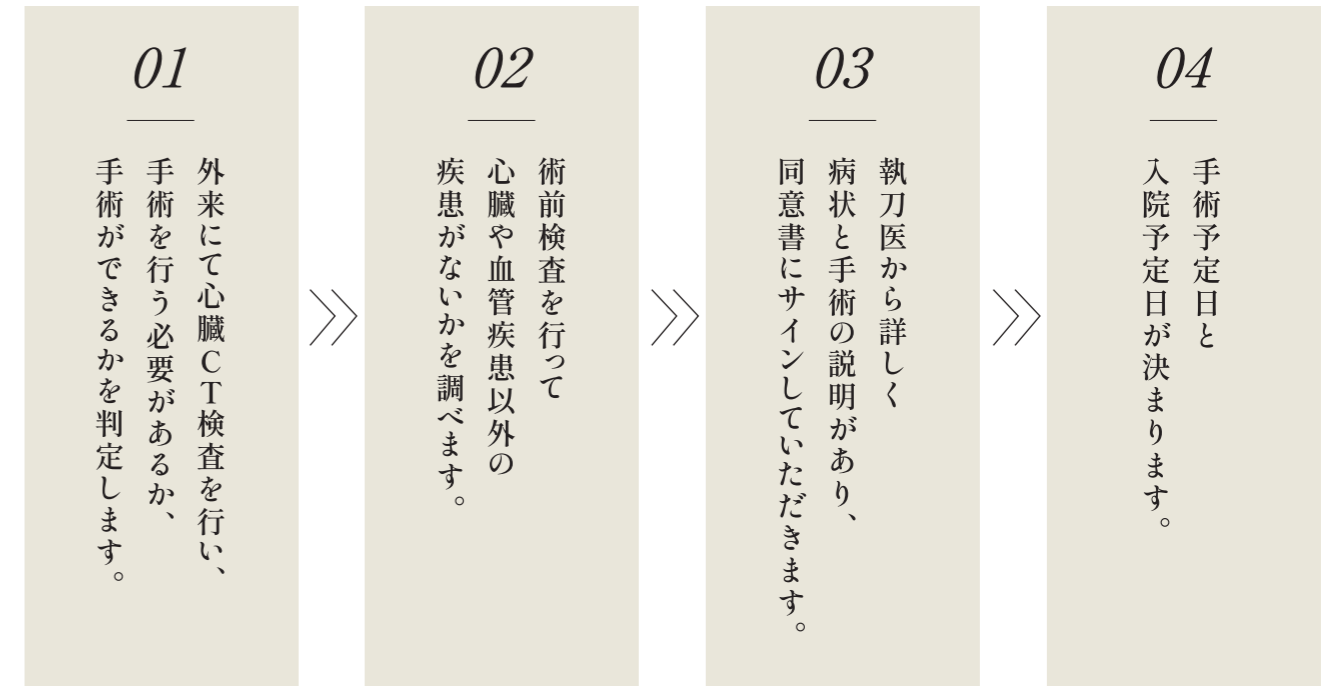 01
外来にて心臓CT検査を行い、
手術を行う必要があるか、
手術ができるかを判定します。
02
術前検査を行って
心臓や血管疾患以外の
疾患がないかを調べます。
03
執刀医から詳しく
病状と手術の説明があり、
同意書にサインしていただきます。
04
手術予定日と
入院予定日が決まります。